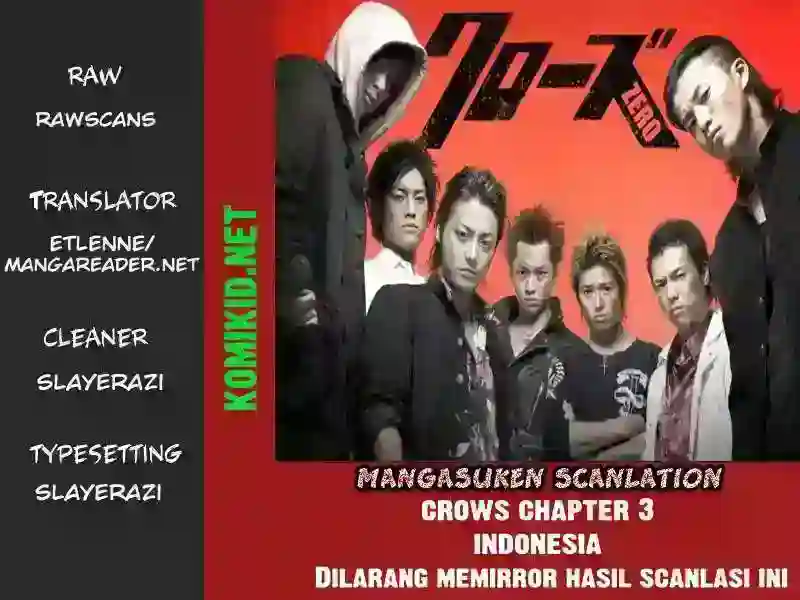 RAW
RAWSCANS
TRANSLATOR
ETLENNE/
MANGAREADER.NET
CLEANER
SLAYERAZI
TYPESETTING
SLAYERAZI
KOMIKID.NET
クローズ
ZERO
MANGASUKEN SCANLATION
CROWS CHAPTER 3
INDONESIA
DILARANG MEMIRROR HASIL SCANLASI INI